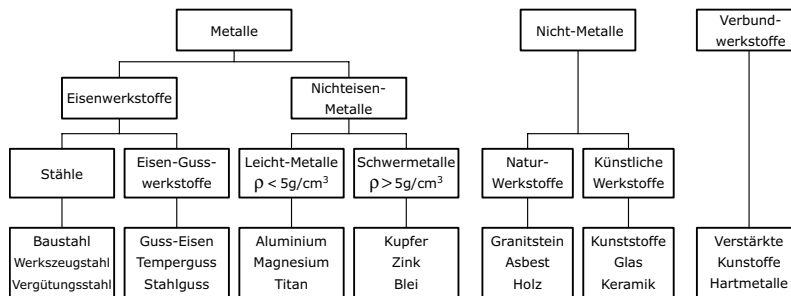 Metalle
Nicht-Metalle
Verbund-
werkstoffe
Eisenwerkstoffe
Nichteisen-
Metalle
Stähle
Eisen-Guss-
werkstoffe
Leicht-Metalle
ρ < 5g/cm³
Schwermetalle
ρ > 5g/cm³
Natur-
Werkstoffe
Künstliche
Werkstoffe
Baustahl
Werkszeugstahl
Vergütungsstahl
Guss-Eisen
Temperguss
Stahlguss
Aluminium
Magnesium
Titan
Kupfer
Zink
Blei
Granitstein
Asbest
Holz
Kunststoffe
Glas
Keramik
Verstärkte
Kunstoffe
Hartmetalle